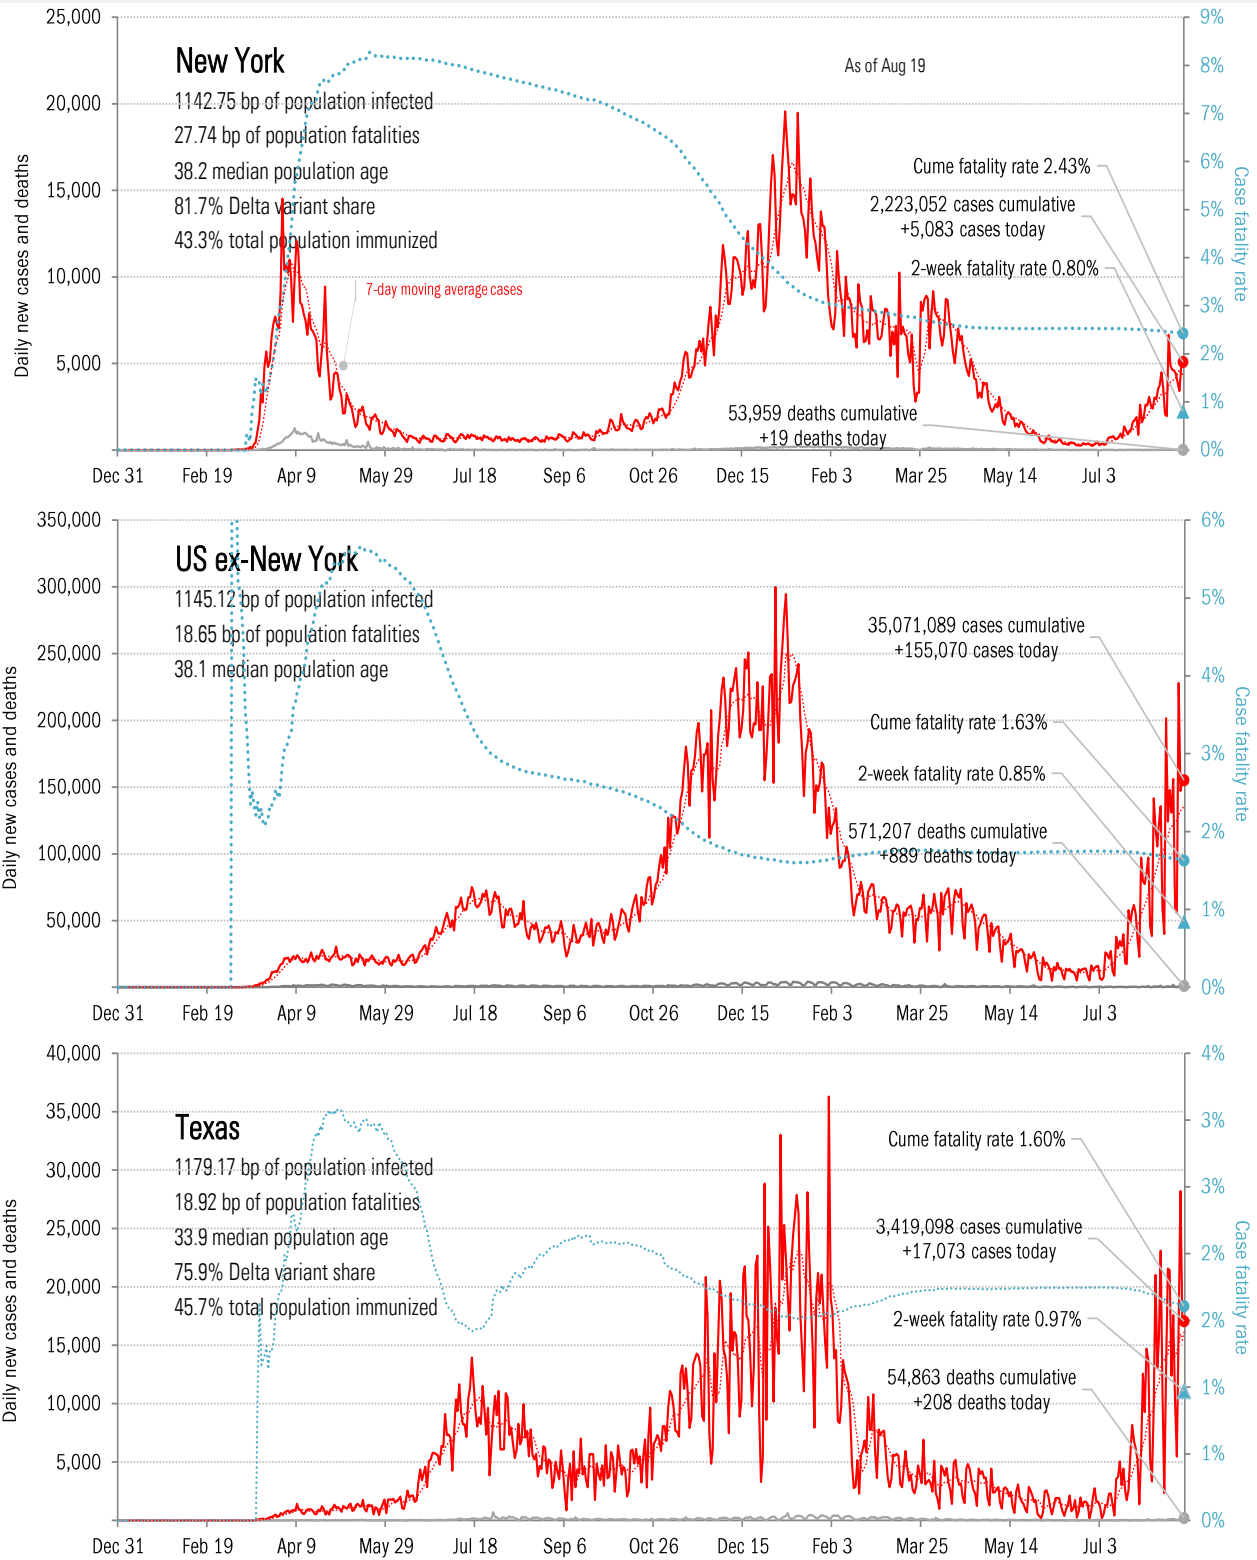 25,000
20,000
15,000
10,000
5,000
Daily new cases and deaths
New York
1142.75 bp of population infected
27.74 bp of population fatalities
38.2 median population age
81.7% Delta variant share
43.3% total population immunized
7-day moving average cases
As of Aug 19
Cume fatality rate 2.43%
2,223,052 cases cumulative
+5,083 cases today
2-week fatality rate 0.80%
53,959 deaths cumulative
+19 deaths today
9%
8%
7%
6%
5%
4%
3%
2%
1%
0%
Case fatality rate
Dec 31 Feb 19 Apr 9 May 29 Jul 18 Sep 6 Oct 26 Dec 15 Feb 3 Mar 25 May 14 Jul 3
350,000
300,000
250,000
200,000
150,000
100,000
50,000
Daily new cases and deaths
US ex-New York
1145.12 bp of population infected
18.65 bp of population fatalities
38.1 median population age
35,071,089 cases cumulative
+155,070 cases today
Cume fatality rate 1.63%
2-week fatality rate 0.85%
571,207 deaths cumulative
+889 deaths today
6%
5%
4%
3%
2%
1%
0%
Case fatality rate
Dec 31 Feb 19 Apr 9 May 29 Jul 18 Sep 6 Oct 26 Dec 15 Feb 3 Mar 25 May 14 Jul 3
40,000
35,000
30,000
25,000
20,000
15,000
10,000
5,000
Daily new cases and deaths
Texas
1179.17 bp of population infected
18.92 bp of population fatalities
33.9 median population age
75.9% Delta variant share
45.7% total population immunized
Cume fatality rate 1.60%
3,419,098 cases cumulative
+17,073 cases today
2-week fatality rate 0.97%
54,863 deaths cumulative
+208 deaths today
4%
3%
3%
2%
2%
1%
1%
0%
Case fatality rate
Dec 31 Feb 19 Apr 9 May 29 Jul 18 Sep 6 Oct 26 Dec 15 Feb 3 Mar 25 May 14 Jul 3